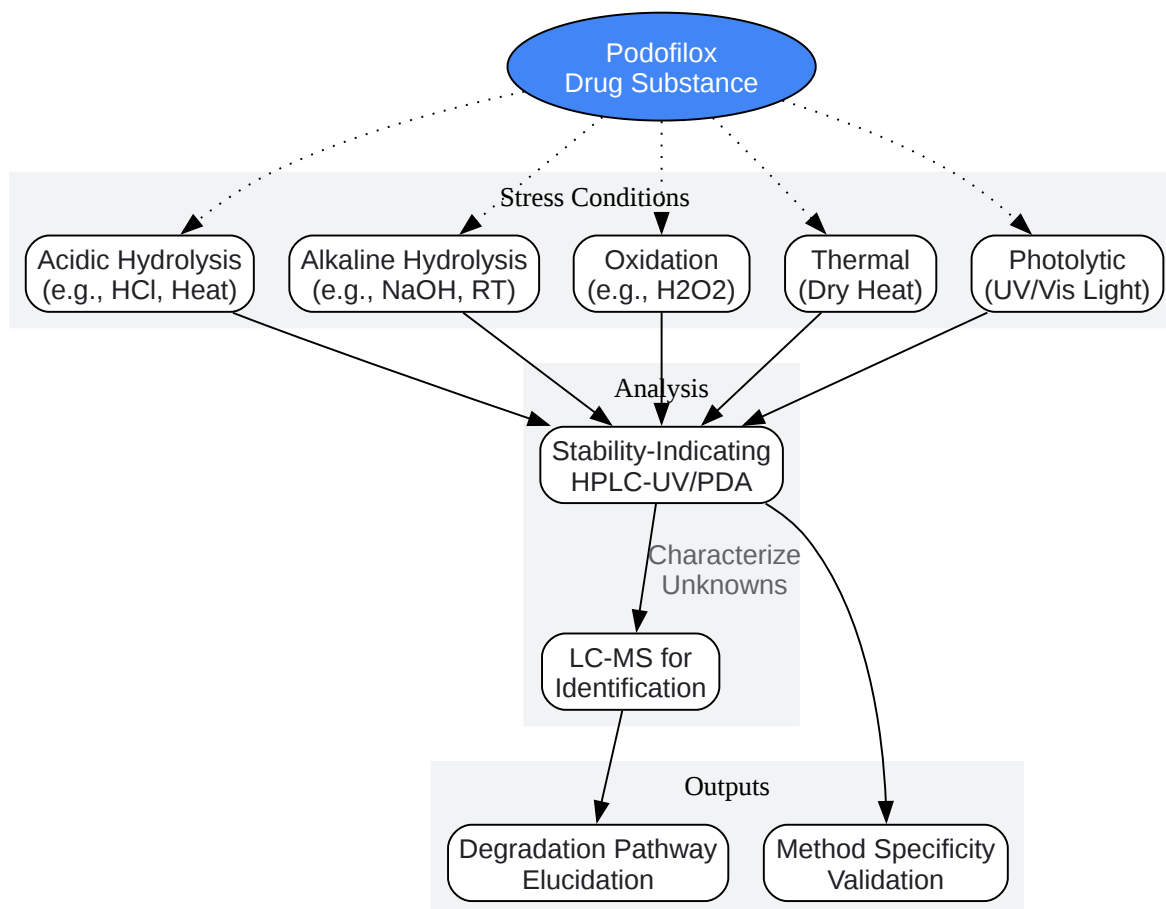 Podofilox
Drug Substance
Stress Conditions
Acidic Hydrolysis
(e.g., HCl, Heat)
Alkaline Hydrolysis
(e.g., NaOH, RT)
Oxidation
(e.g., H2O2)
Thermal
(Dry Heat)
Photolytic
(UV/Vis Light)
Analysis
Stability-Indicating
HPLC-UV/PDA
Characterize
Unknowns
LC-MS for
Identification
Outputs
Degradation Pathway
Elucidation
Method Specificity
Validation